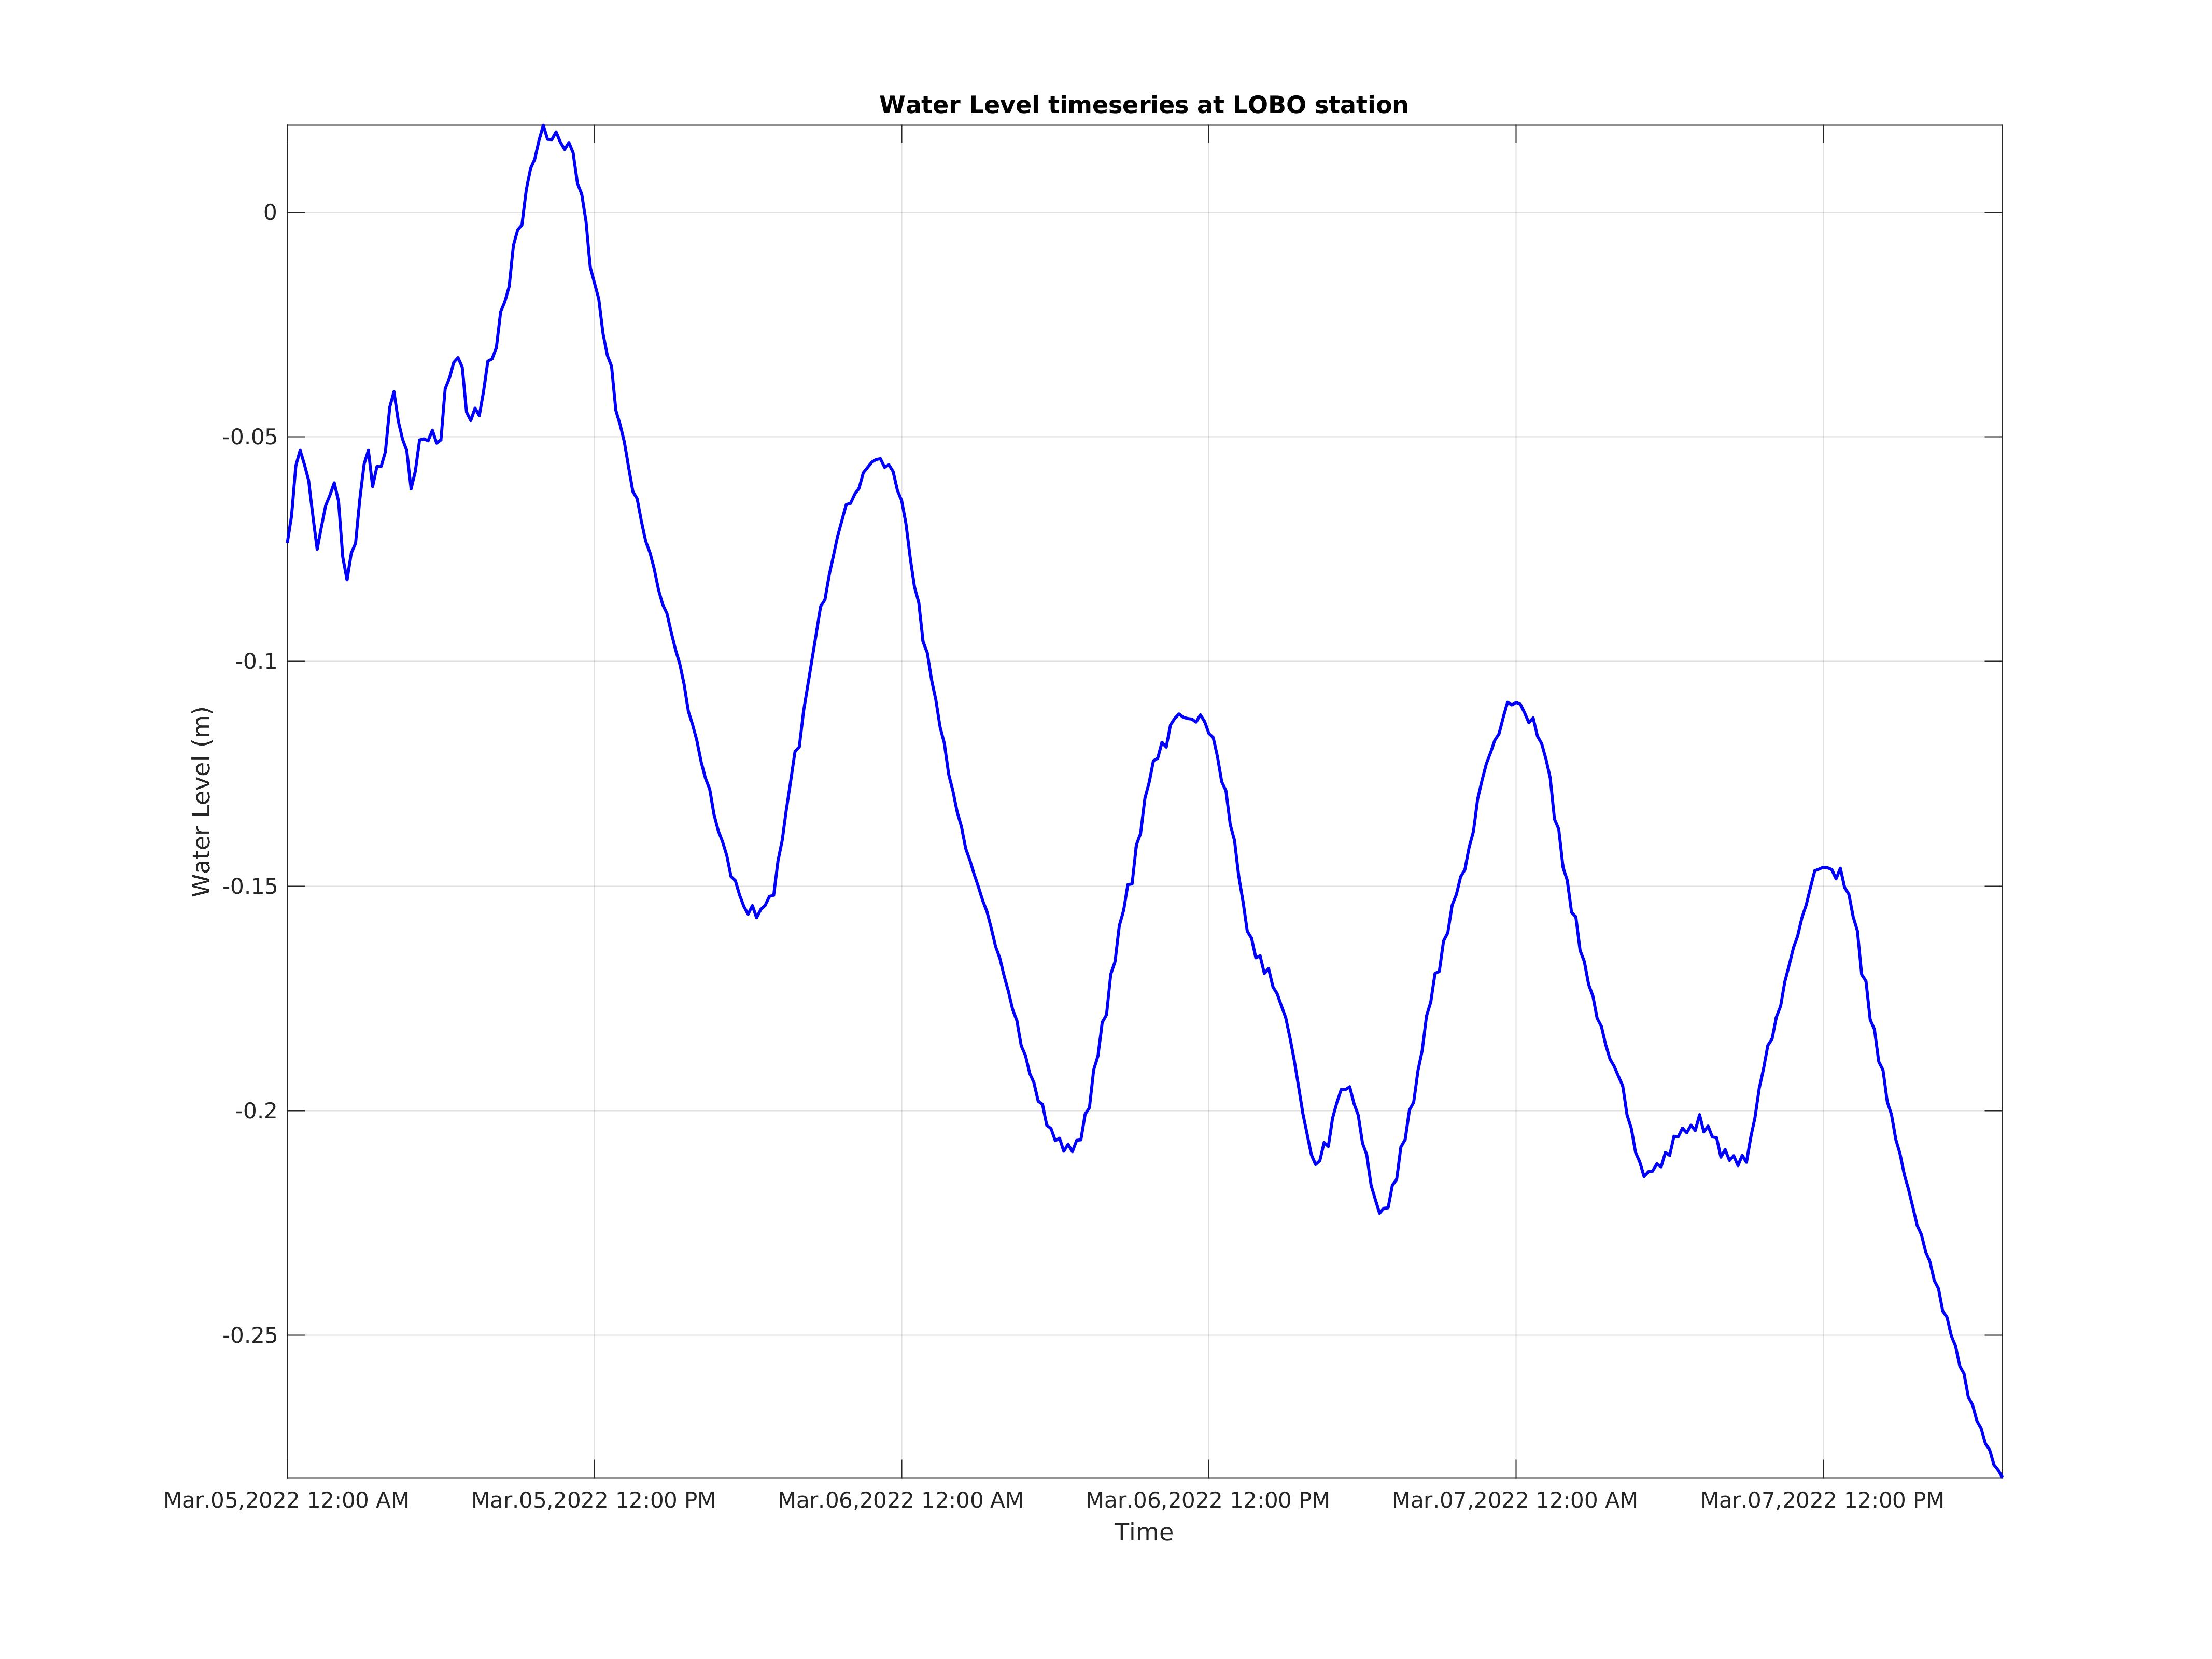 Water Level timeseries at LOBO station
0
-0.05
-0.1
-0.15
-0.2
-0.25
Water Level (m)
Mar.05,2022 12:00 AM
Mar.05,2022 12:00 PM
Mar.06,2022 12:00 AM
Mar.06,2022 12:00 PM
Mar.07,2022 12:00 AM
Mar.07,2022 12:00 PM
Time